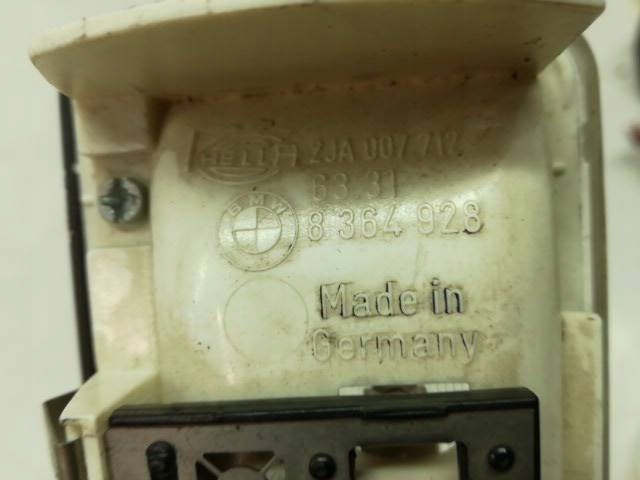 HELLA 2JA 007 712
63 31
BMW 8 364 928
Made in
Germany